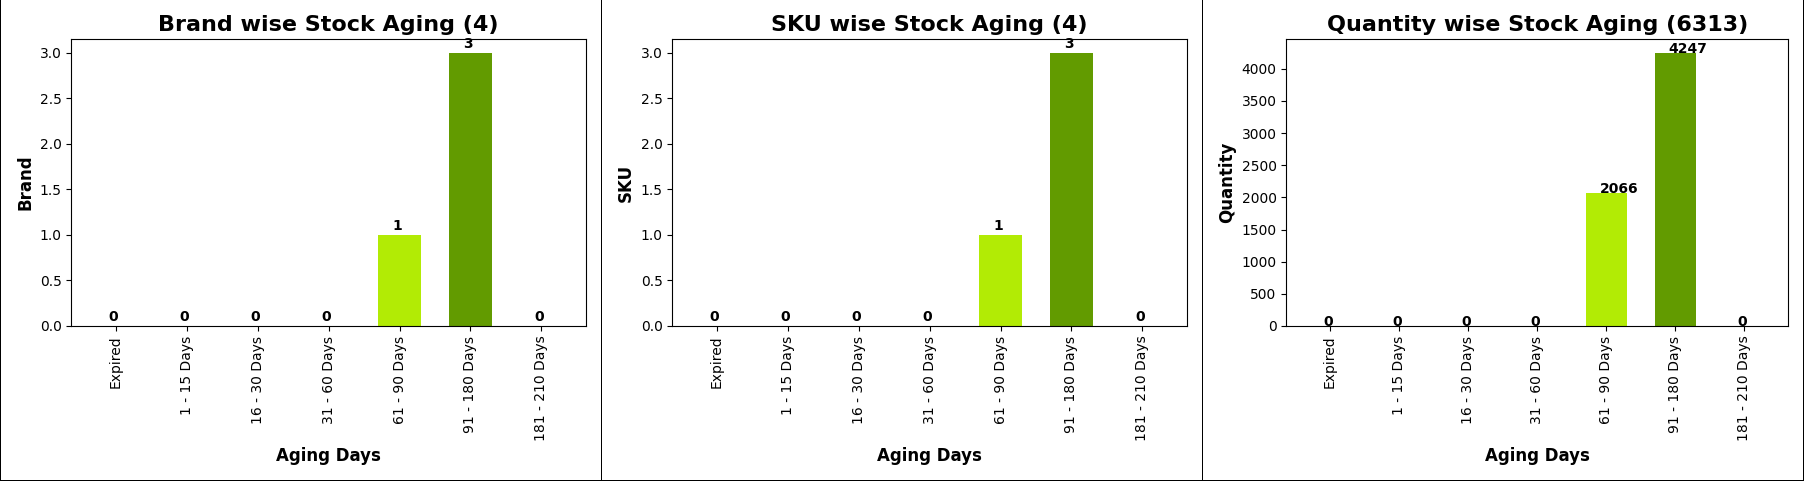 Brand wise Stock Aging (4)
3
3.0
2.5
2.0
1.5
1
1.0
0.5
0 0 0 0 0
0.0
Brand
Expired
1 - 15 Days
16 - 30 Days
31 - 60 Days
61 - 90 Days
91 - 180 Days
181 - 210 Days
Aging Days
SKU wise Stock Aging (4)
3
3.0
2.5
2.0
1.5
1
1.0
0.5
0 0 0 0 0
0.0
SKU
Expired
1 - 15 Days
16 - 30 Days
31 - 60 Days
61 - 90 Days
91 - 180 Days
181 - 210 Days
Aging Days
Quantity wise Stock Aging (6313)
4247
4000
3500
3000
2500
2066
2000
1500
1000
500
0 0 0 0 0
0
Quantity
Expired
1 - 15 Days
16 - 30 Days
31 - 60 Days
61 - 90 Days
91 - 180 Days
181 - 210 Days
Aging Days